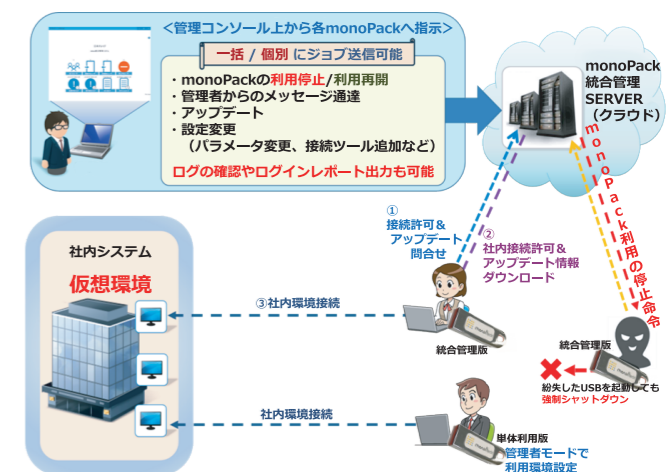 <管理コンソール上から各monoPackへ指示>
一括 / 個別 にジョブ送信可能
・monoPackの利用停止/利用再開
・管理者からのメッセージ通達
・アップデート
・設定変更
（パラメータ変更、接続ツール追加など）
ログの確認やログインレポート出力も可能
monoPack
統合管理
SERVER
（クラウド）
monoPack利用の停止命令
①
接続許可＆
アップデート
問合せ
②
社内接続許可＆
アップデート情報
ダウンロード
社内システム
仮想環境
③社内環境接続
統合管理版
統合管理版
紛失したUSBを起動しても
強制シャットダウン
社内環境接続
単体利用版
管理者モードで
利用環境設定